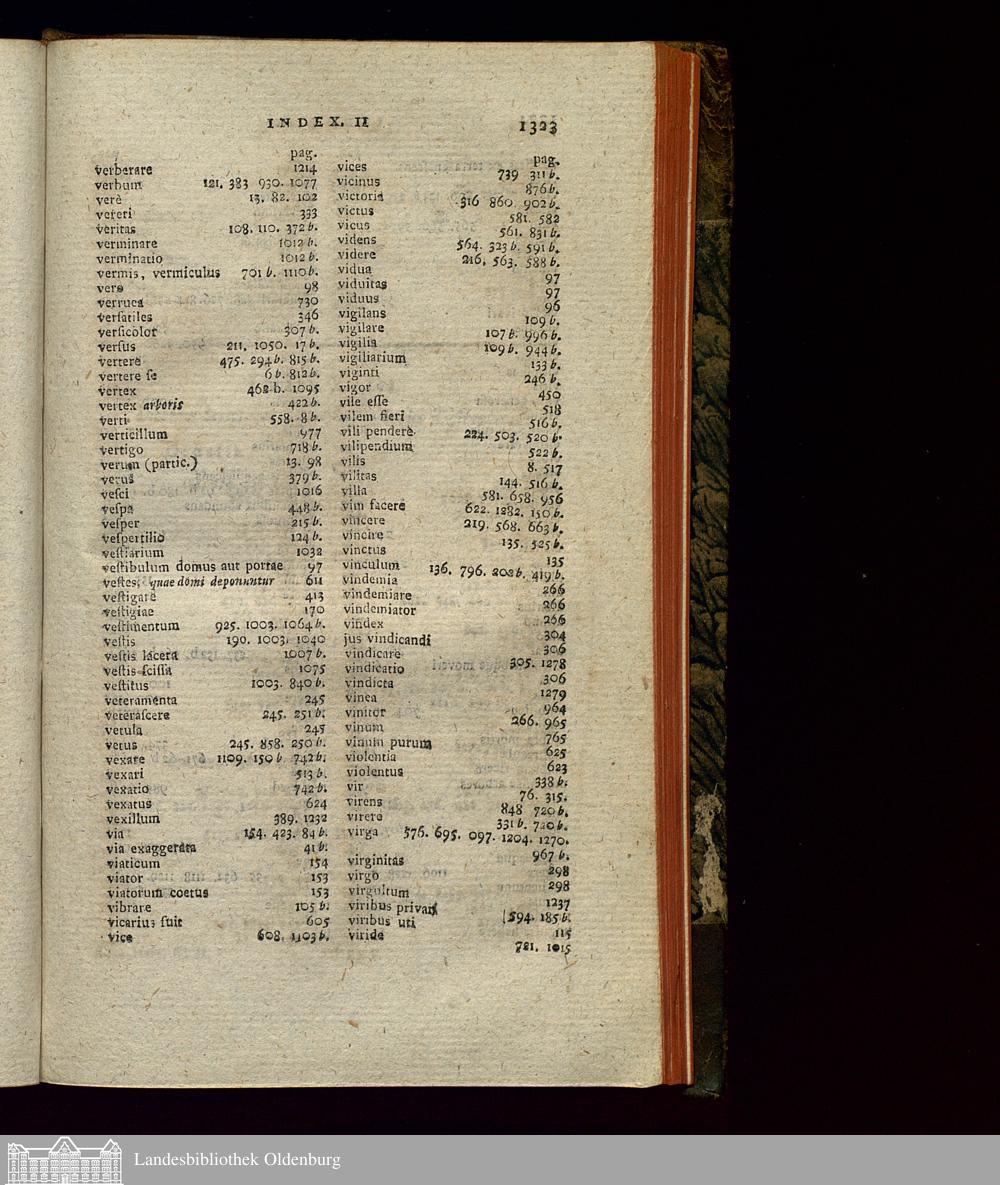 INDEX. II 1323
pag.
verberare 1214
verbum 121. 383 930. 1077
verè 13. 82. 102
vereri 333
veritas 108. 110. 372 b.
verminare 1012 b.
verminatio 1012 b.
vermis, vermiculus 701 b. 1110 b.
vero 98
verruca 730
verſatiles 346
verſicolor 307 b.
verſus 211. 1050. 17 b.
vertere 475. 294 b. 815 b.
vertere ſe 6 b. 812 b.
vertex 462 b. 1095
vertex arboris 422 b.
verti 558. 8 b.
verticillum 977
vertigo 718 b.
verum (partic.) 13. 98
verus 379 b.
veſci 1016
veſpa 448 b.
veſper 215 b.
veſpertilio 124 b.
veſtiarium 1032
veſtibulum domus aut portae 97
veſtes, quae domi deponuntur 611
veſtigare 413
veſtigiae 170
veſtimentum 925. 1003. 1064 b.
veſtis 190. 1003. 1040
veſtis lacera 1007 b.
veſtis ſciſſa 1075
veſtitus 1003. 840 b.
veteramenta 245
veteraſcere 245. 251 b.
vetula 245
vetus 245. 858. 250 b.
vexare 1109. 150 b. 742 b.
vexari 513 b.
vexatio 742 b.
vexatus 624
vexillum 389. 1232
via 154. 423. 84 b.
via exaggerata 41 b.
viaticum 154
viator 153
viatorum coetus 153
vibrare 105 b.
vicarius fuit 605
vice 608. 1103 b.
pag.
vices 739 311 b.
vicinus 876 b.
victoria 316 860 902 b.
victus 581. 582
vicus 561. 831 b.
videns 564. 323 b. 591 b.
videre 216. 563. 588 b.
vidua 97
viduitas 97
viduus 96
vigilans 109 b.
vigilare 107 b. 996 b.
vigilia 109 b. 944 b.
vigiliarium 133 b.
viginti 246 b.
vigor 450
vile eſſe 518
vilem fieri 516 b.
vili penderè 224. 503. 520 b.
vilipendium 522 b.
vilis 8. 517
vilitas 144. 516 b.
villa 581. 658. 956
vim facere 622. 1282. 150 b.
vincere 219. 568. 663 b.
vincire 135. 525 b.
vinctus 135
vinculum 136. 796. 202 b. 419 b.
vindemia 266
vindemiare 266
vindemiator 266
vindex 304
jus vindicandi 306
vindicare 305. 1278
vindicatio 306
vindicta 1279
vinea 964
vinitor 266. 965
vinum 765
vinum purum 625
violentia 623
violentus 338 b.
vir 76. 315.
virens 848 720 b.
virere 331 b. 720 b.
virga 576. 695. 097. 1204. 1270.
967 b.
virginitas 298
virgo 298
virgultum 1237
viribus privari 594. 185 b.
viribus uti 115
viride 721. 1015
Landesbibliothek Oldenburg